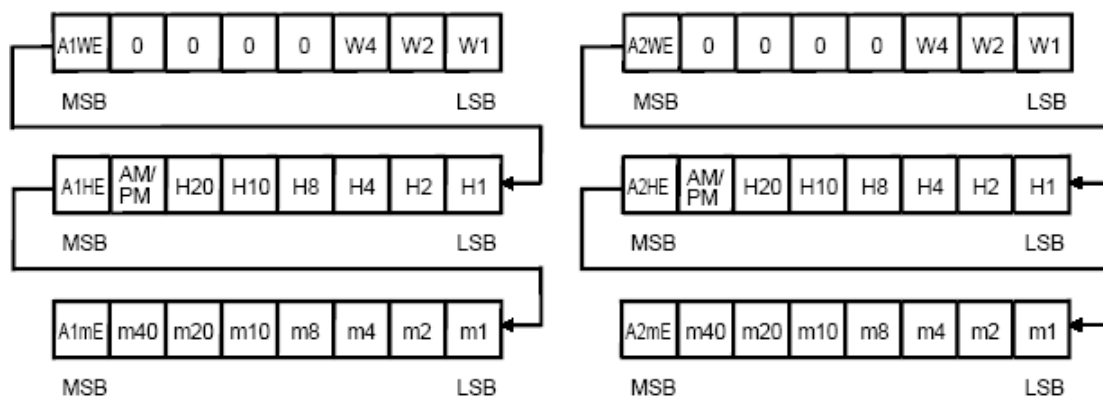 A1WE 0 0 0 0 W4 W2 W1
MSB LSB
A1HE AM/PM H20 H10 H8 H4 H2 H1
MSB LSB
A1mE m40 m20 m10 m8 m4 m2 m1
MSB LSB
A2WE 0 0 0 0 W4 W2 W1
MSB LSB
A2HE AM/PM H20 H10 H8 H4 H2 H1
MSB LSB
A2mE m40 m20 m10 m8 m4 m2 m1
MSB LSB